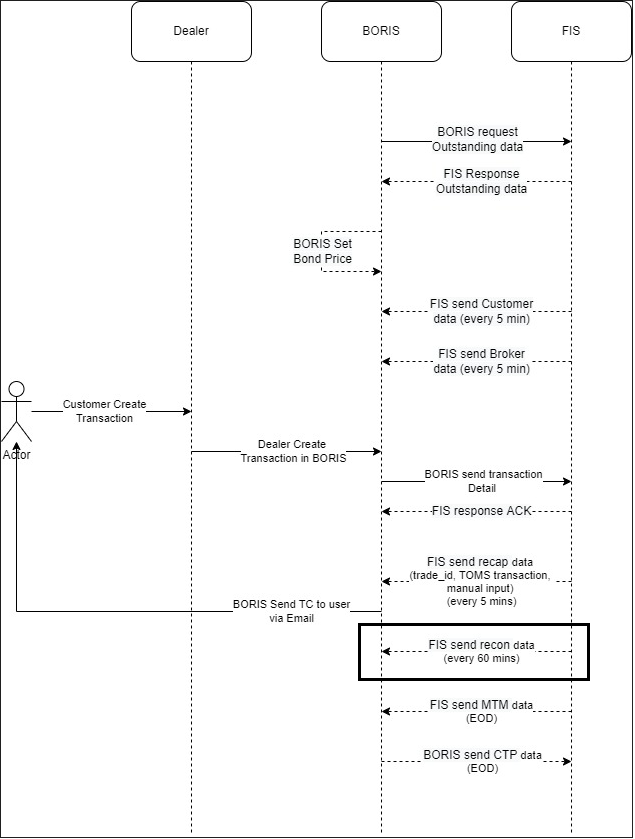 Dealer
BORIS
FIS
BORIS request
Outstanding data
FIS Response
Outstanding data
BORIS Set
Bond Price
FIS send Customer
data (every 5 min)
FIS send Broker
data (every 5 min)
Customer Create
Transaction
Actor
Dealer Create
Transaction in BORIS
BORIS send transaction
Detail
FIS response ACK
FIS send recap data
(trade_id, TOMS transaction,
manual input)
(every 5 mins)
BORIS Send TC to user
via Email
FIS send recon data
(every 60 mins)
FIS send MTM data
(EOD)
BORIS send CTP data
(EOD)